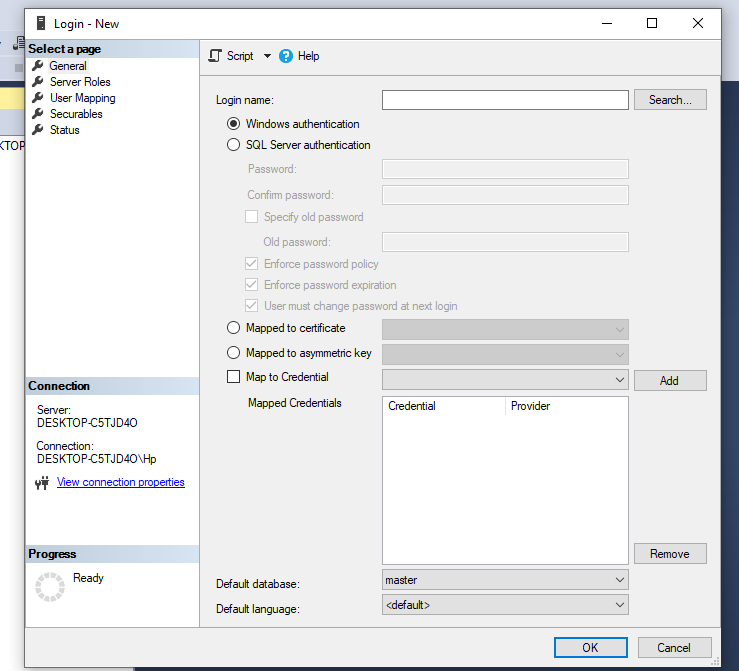 Login - New
Select a page
General
Server Roles
User Mapping
Securables
Status
Script
Help
Login name:
Search...
Windows authentication
SQL Server authentication
Password:
Confirm password:
Specify old password
Old password:
Enforce password policy
Enforce password expiration
User must change password at next login
Mapped to certificate
Mapped to asymmetric key
Map to Credential
Add
Mapped Credentials
Credential Provider
Remove
Default database: master
Default language: <default>
Connection
Server:
DESKTOP-C5TJD4O
Connection:
DESKTOP-C5TJD4O\Hp
View connection properties
Progress
Ready
OK
Cancel
KTOP